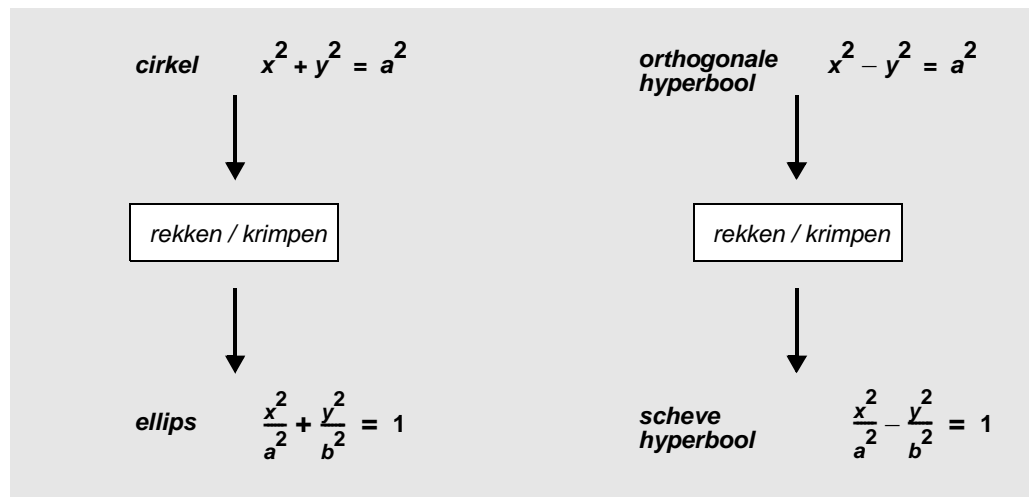 cirkel x² + y² = a²
rekken / krimpen
ellips x²/a² + y²/b² = 1
orthogonale
hyperbool x² – y² = a²
rekken / krimpen
scheve
hyperbool x²/a² – y²/b² = 1